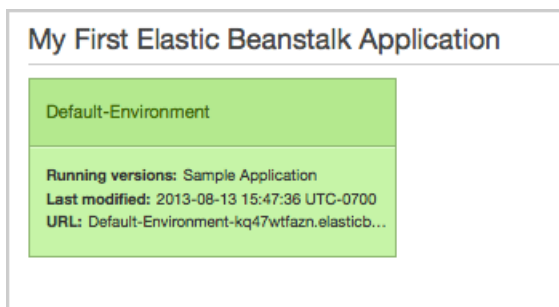 My First Elastic Beanstalk Application
Default-Environment
Running versions: Sample Application
Last modified: 2013-08-13 15:47:36 UTC-0700
URL: Default-Environment-kq47wtfazn.elasticb...